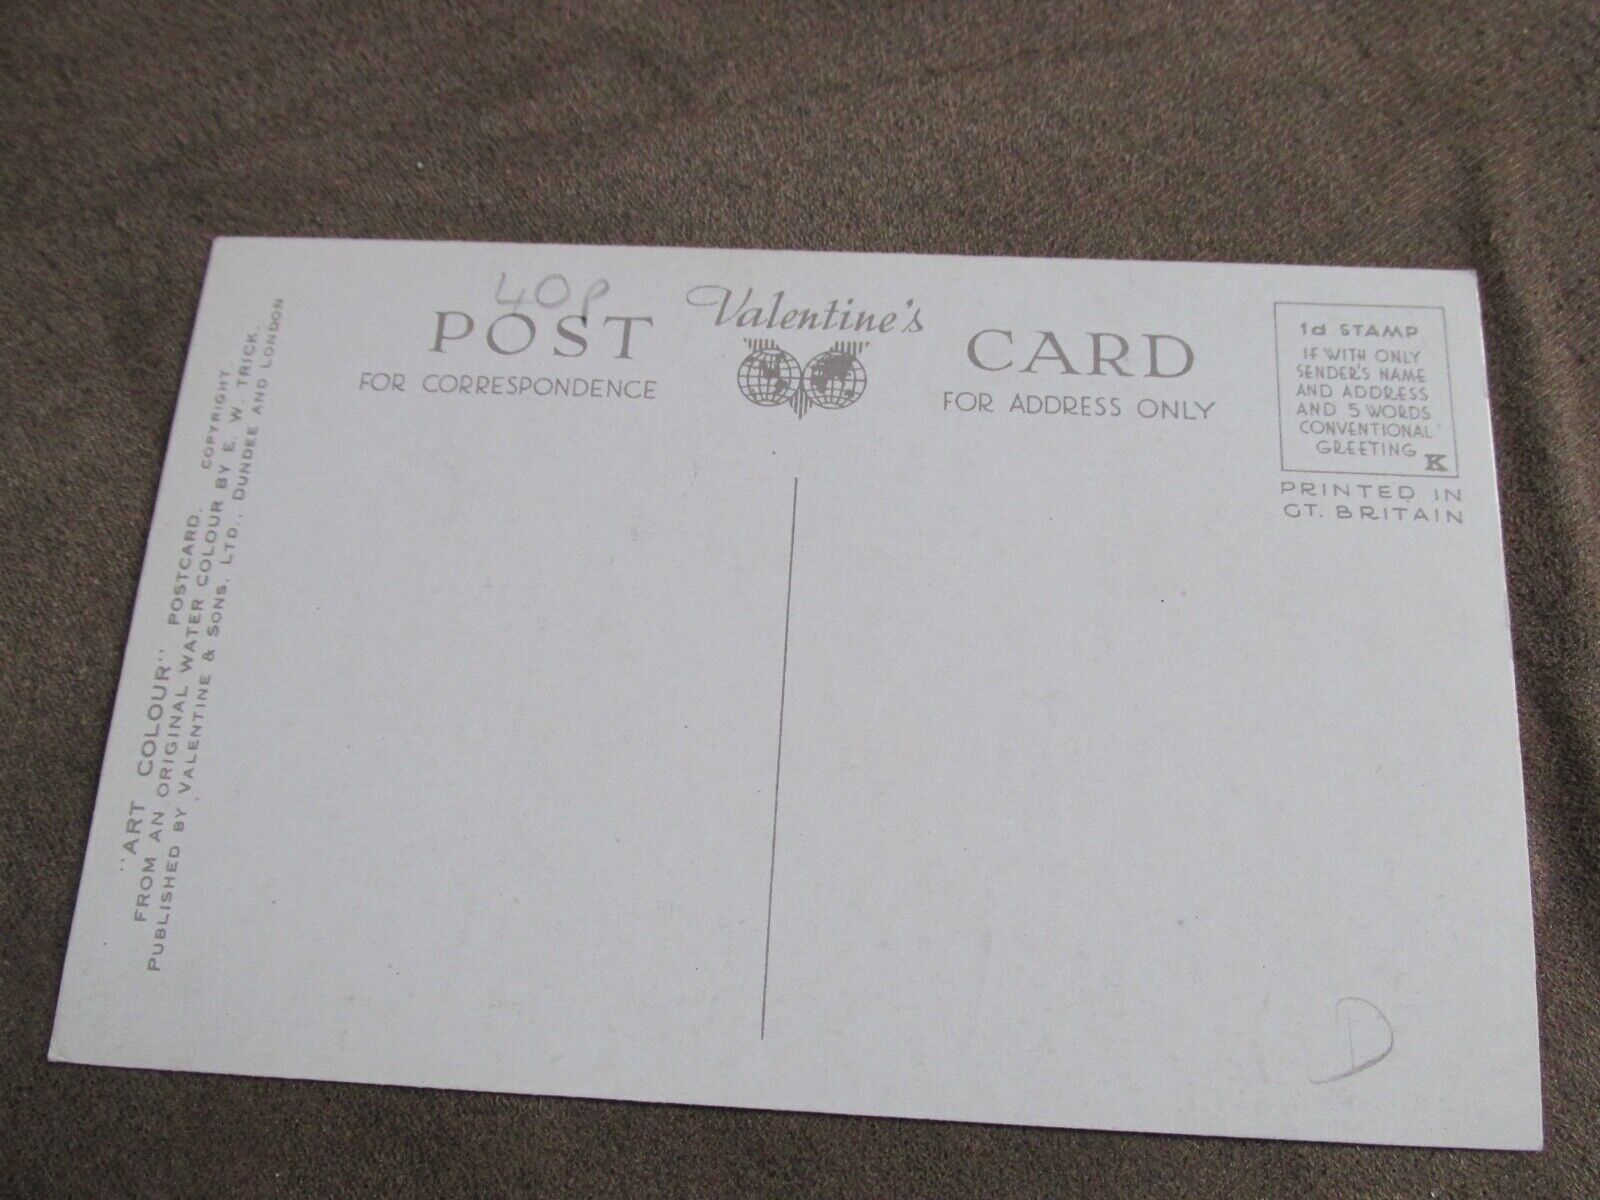 40p
Valentine's
POST CARD
FOR CORRESPONDENCE
FOR ADDRESS ONLY
1d STAMP
IF WITH ONLY
SENDER'S NAME
AND ADDRESS
AND 5 WORDS
CONVENTIONAL
GREETING K
PRINTED IN
GT. BRITAIN
"ART COLOUR" POSTCARD. COPYRIGHT
FROM AN ORIGINAL WATER COLOUR BY E. W. TRICK.
PUBLISHED BY VALENTINE & SONS, LTD., DUNDEE AND LONDON
D